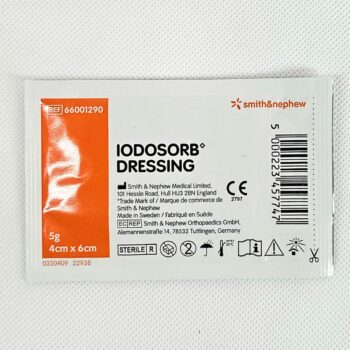 REF 66001290
smith&nephew
IODOSORB◊
DRESSING
Smith & Nephew Medical Limited,
101 Hessle Road, Hull HU3 2BN England
◊Trade Mark of / Marque de commerce de
Smith & Nephew
Made in Sweden / Fabriqué en Suède
EC REP Smith & Nephew Orthopaedics GmbH,
Alemannenstraße 14, 78532 Tuttlingen, Germany
CE
2797
5g
4cm x 6cm
STERILE R
0350409 22938
5 000223 457747